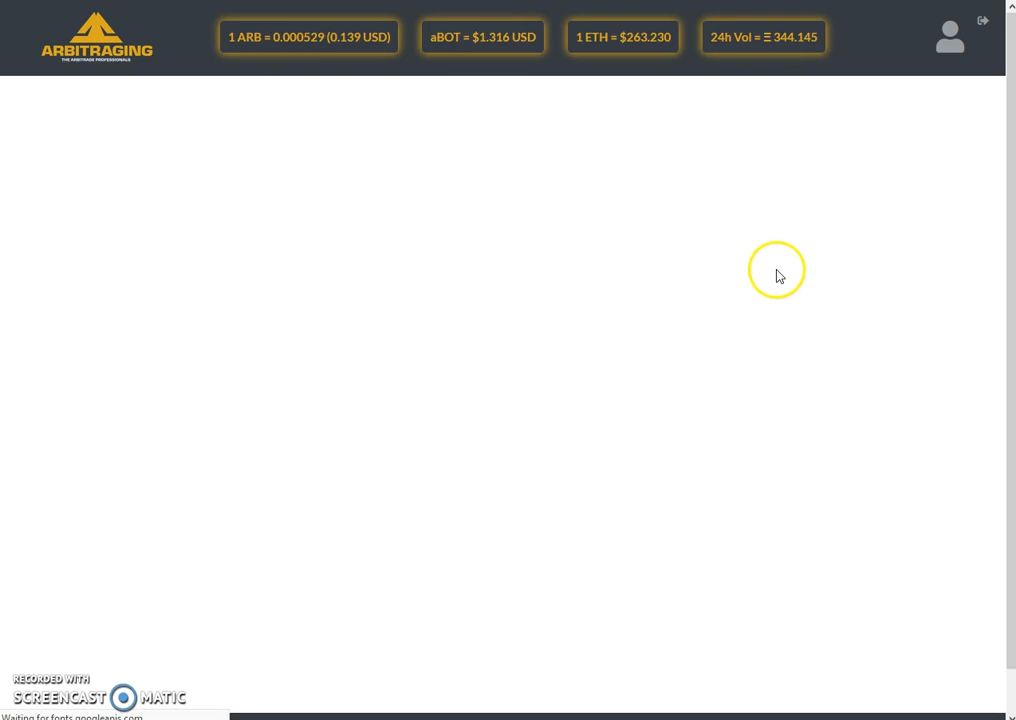 ARBITRAGING
THE ARBITRADE PROFESSIONALS
1 ARB = 0.000529 (0.139 USD)
aBOT = $1.316 USD
1 ETH = $263.230
24h Vol = Ξ 344.145
RECORDED WITH
SCREENCAST MATIC
Waiting for fonts.googleapis.com